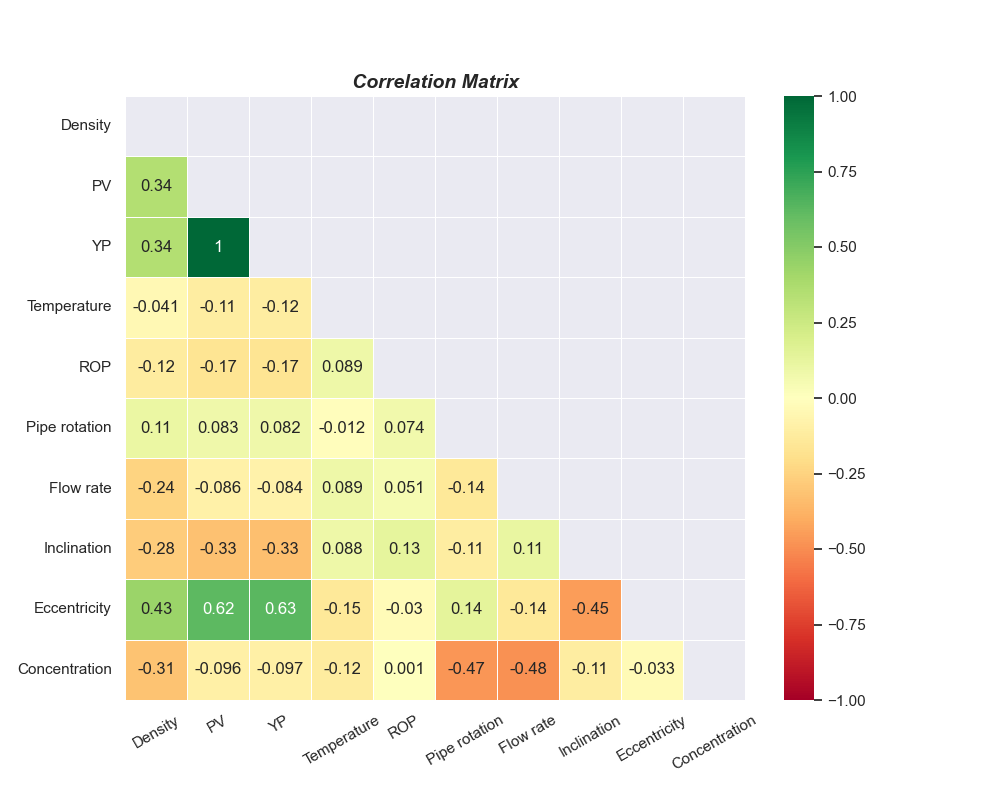 Correlation Matrix
Density
PV 0.34
YP 0.34 1
Temperature -0.041 -0.11 -0.12
ROP -0.12 -0.17 -0.17 0.089
Pipe rotation 0.11 0.083 0.082 -0.012 0.074
Flow rate -0.24 -0.086 -0.084 0.089 0.051 -0.14
Inclination -0.28 -0.33 -0.33 0.088 0.13 -0.11 0.11
Eccentricity 0.43 0.62 0.63 -0.15 -0.03 0.14 -0.14 -0.45
Concentration -0.31 -0.096 -0.097 -0.12 0.001 -0.47 -0.48 -0.11 -0.033
Density PV YP Temperature ROP Pipe rotation Flow rate Inclination Eccentricity Concentration
1.00
0.75
0.50
0.25
0.00
−0.25
−0.50
−0.75
−1.00